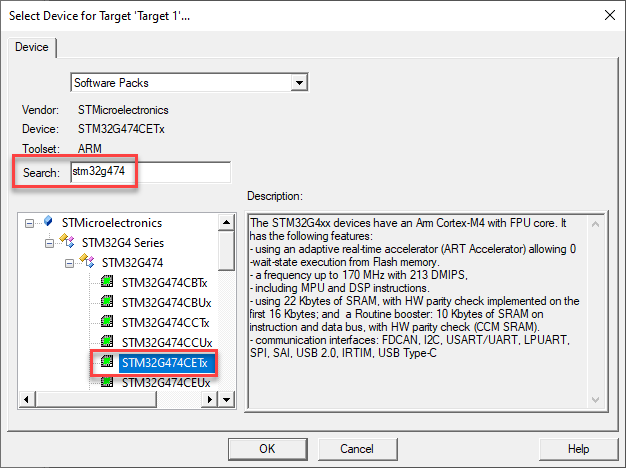 Select Device for Target 'Target 1'...
Device
Software Packs
Vendor: STMicroelectronics
Device: STM32G474CETx
Toolset: ARM
Search: stm32g474
Description:
STMicroelectronics
STM32G4 Series
STM32G474
STM32G474CBTx
STM32G474CBUx
STM32G474CCTx
STM32G474CCUx
STM32G474CETx
STM32G474CEUx
The STM32G4xx devices have an Arm Cortex-M4 with FPU core. It
has the following features:
- using an adaptive real-time accelerator (ART Accelerator) allowing 0
-wait-state execution from Flash memory.
- a frequency up to 170 MHz with 213 DMIPS,
- including MPU and DSP instructions.
- using 22 Kbytes of SRAM, with HW parity check implemented on the
first 16 Kbytes; and a Routine booster: 10 Kbytes of SRAM on
instruction and data bus, with HW parity check (CCM SRAM).
- communication interfaces: FDCAN, I2C, USART/UART, LPUART,
SPI, SAI, USB 2.0, IRTIM, USB Type-C
OK
Cancel
Help